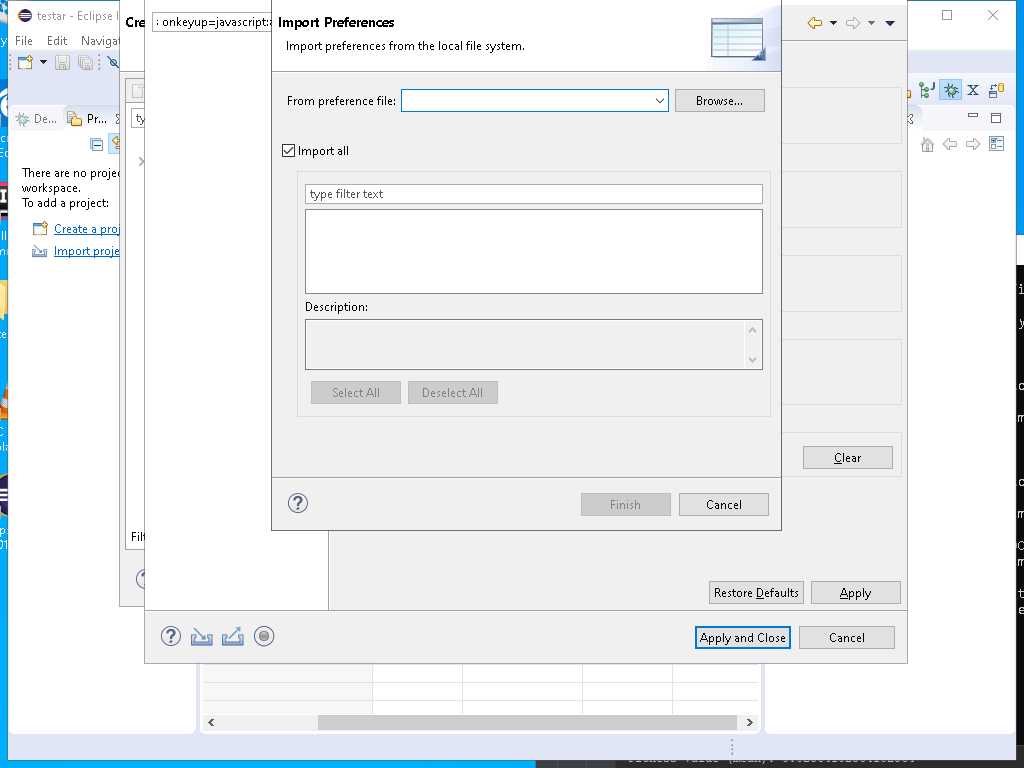 testar - Eclipse I
File Edit Naviga
De...
Pr...
There are no proje
workspace.
To add a project:
Create a proj
Import proje
Cre
; onkeyup=javascript:
ty
Filt
Import Preferences
Import preferences from the local file system.
From preference file:
Browse...
Import all
type filter text
Description:
Select All
Deselect All
Finish
Cancel
Clear
Restore Defaults
Apply
Apply and Close
Cancel